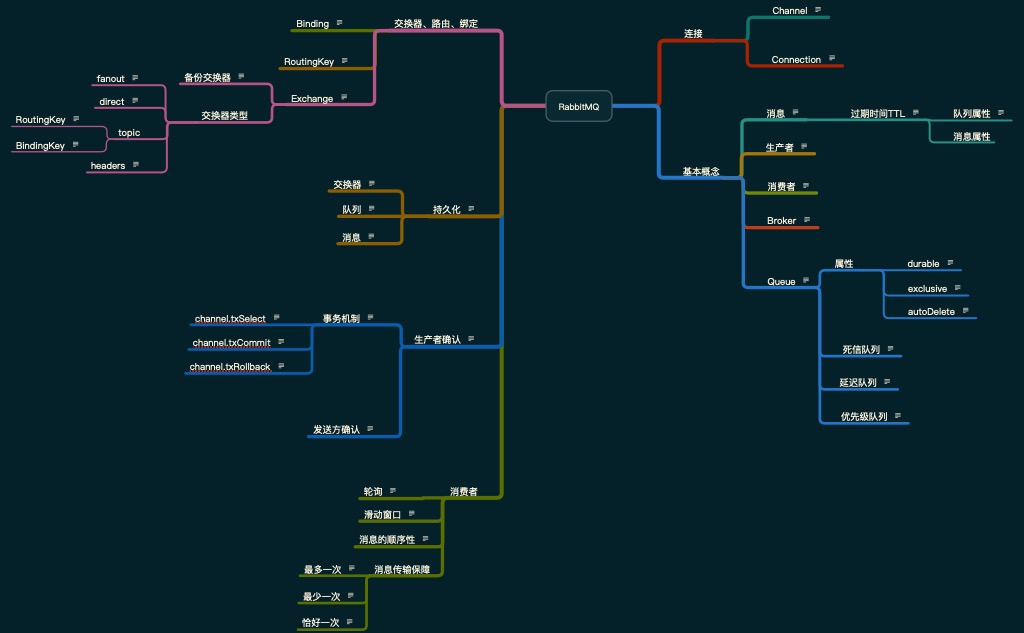 RabbitMQ
连接
Channel
Connection
基本概念
消息
过期时间TTL
队列属性
消息属性
生产者
消费者
Broker
Queue
属性
durable
exclusive
autoDelete
死信队列
延迟队列
优先级队列
交换器、路由、绑定
Binding
RoutingKey
Exchange
备份交换器
交换器类型
fanout
direct
topic
RoutingKey
BindingKey
headers
持久化
交换器
队列
消息
生产者确认
事务机制
channel.txSelect
channel.txCommit
channel.txRollback
发送方确认
消费者
轮询
滑动窗口
消息的顺序性
消息传输保障
最多一次
最少一次
恰好一次